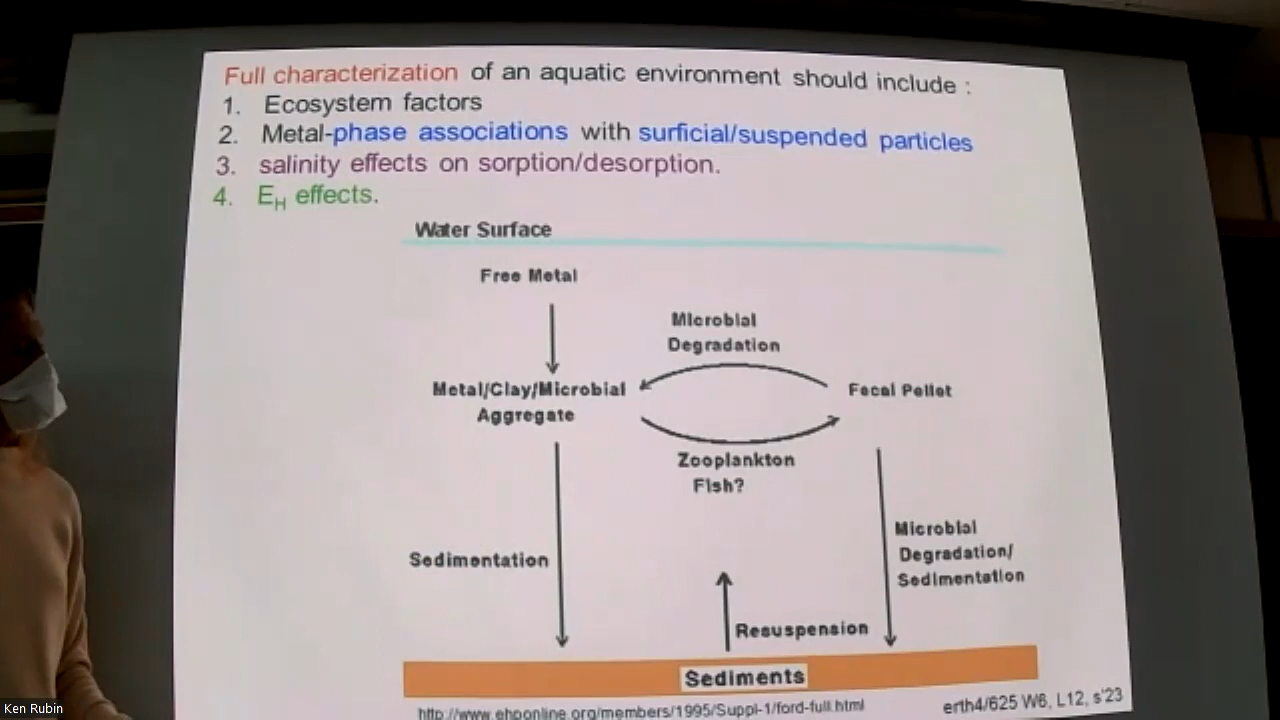 Full characterization of an aquatic environment should include :
1. Ecosystem factors
2. Metal-phase associations with surficial/suspended particles
3. salinity effects on sorption/desorption.
4. EH effects.
Water Surface
Free Metal
Microbial
Degradation
Metal/Clay/Microbial
Aggregate
Fecal Pellet
Zooplankton
Fish?
Sedimentation
Microbial
Degradation/
Sedimentation
Resuspension
Sediments
http://www.ehponline.org/members/1995/Suppl-1/ford-full.html
erth4/625 W6, L12, s'23
Ken Rubin